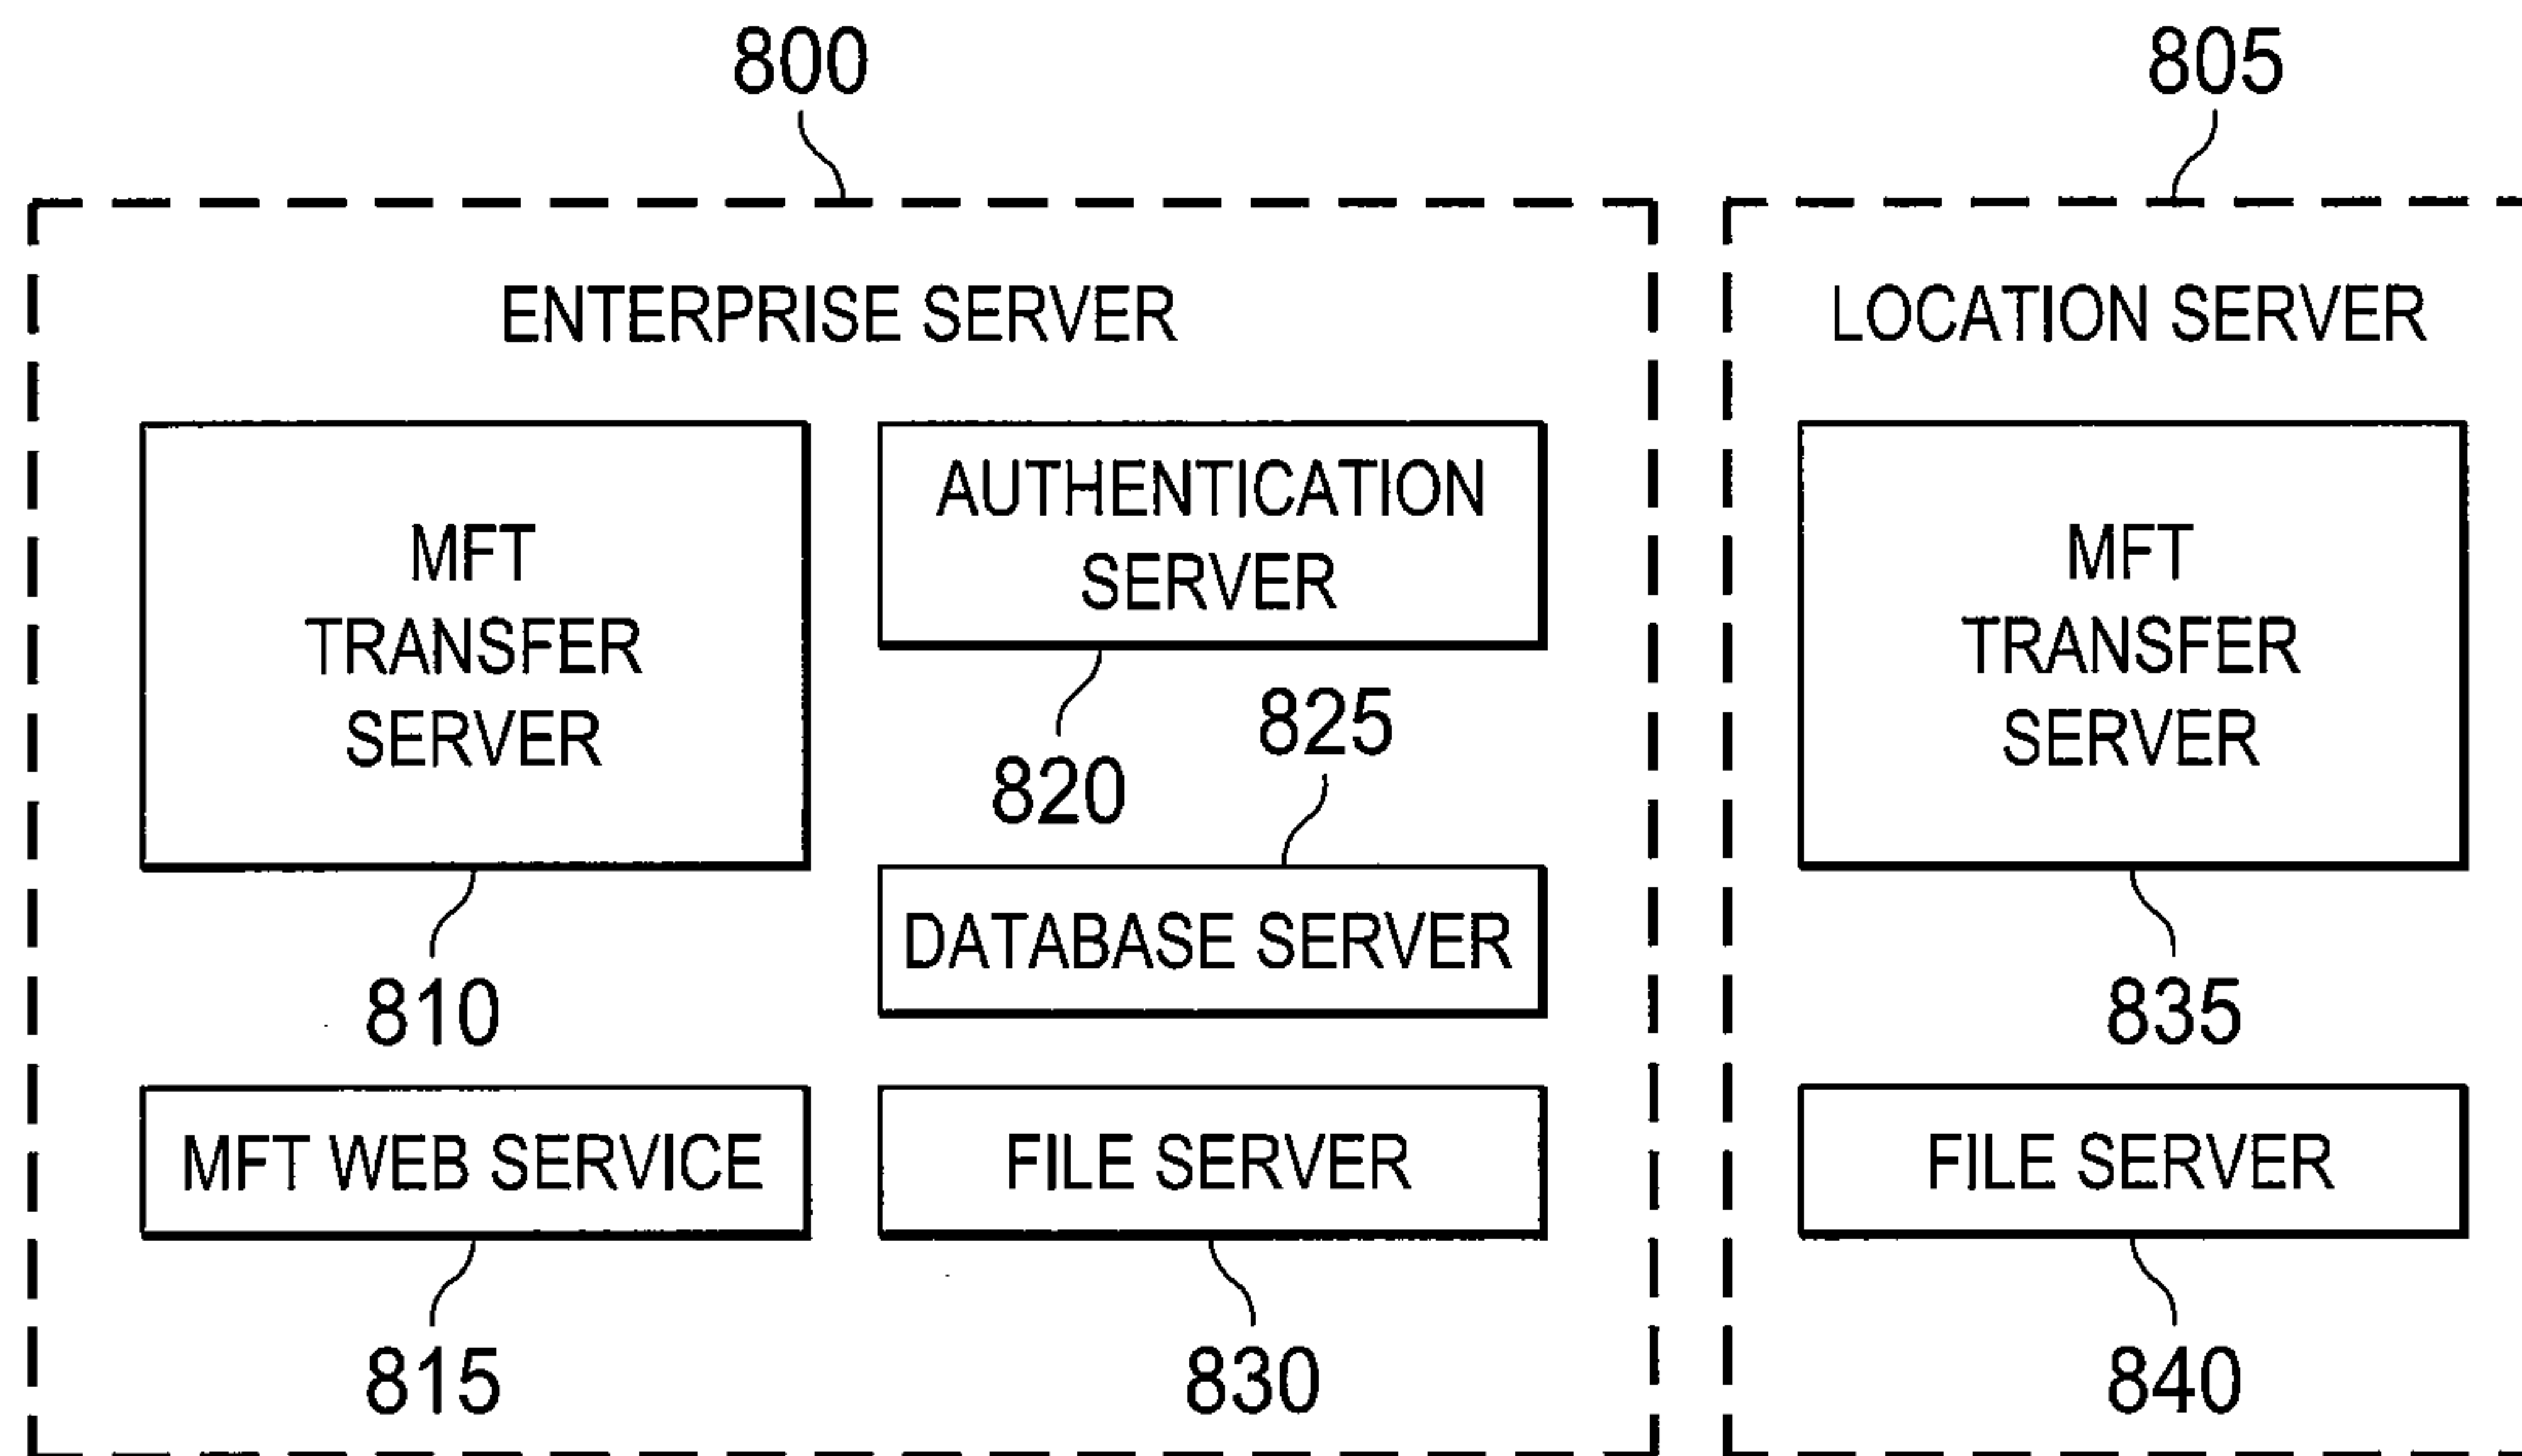 800
805
ENTERPRISE SERVER
LOCATION SERVER
MFT
TRANSFER
SERVER
810
AUTHENTICATION
SERVER
820
825
DATABASE SERVER
MFT WEB SERVICE
815
FILE SERVER
830
MFT
TRANSFER
SERVER
835
FILE SERVER
840